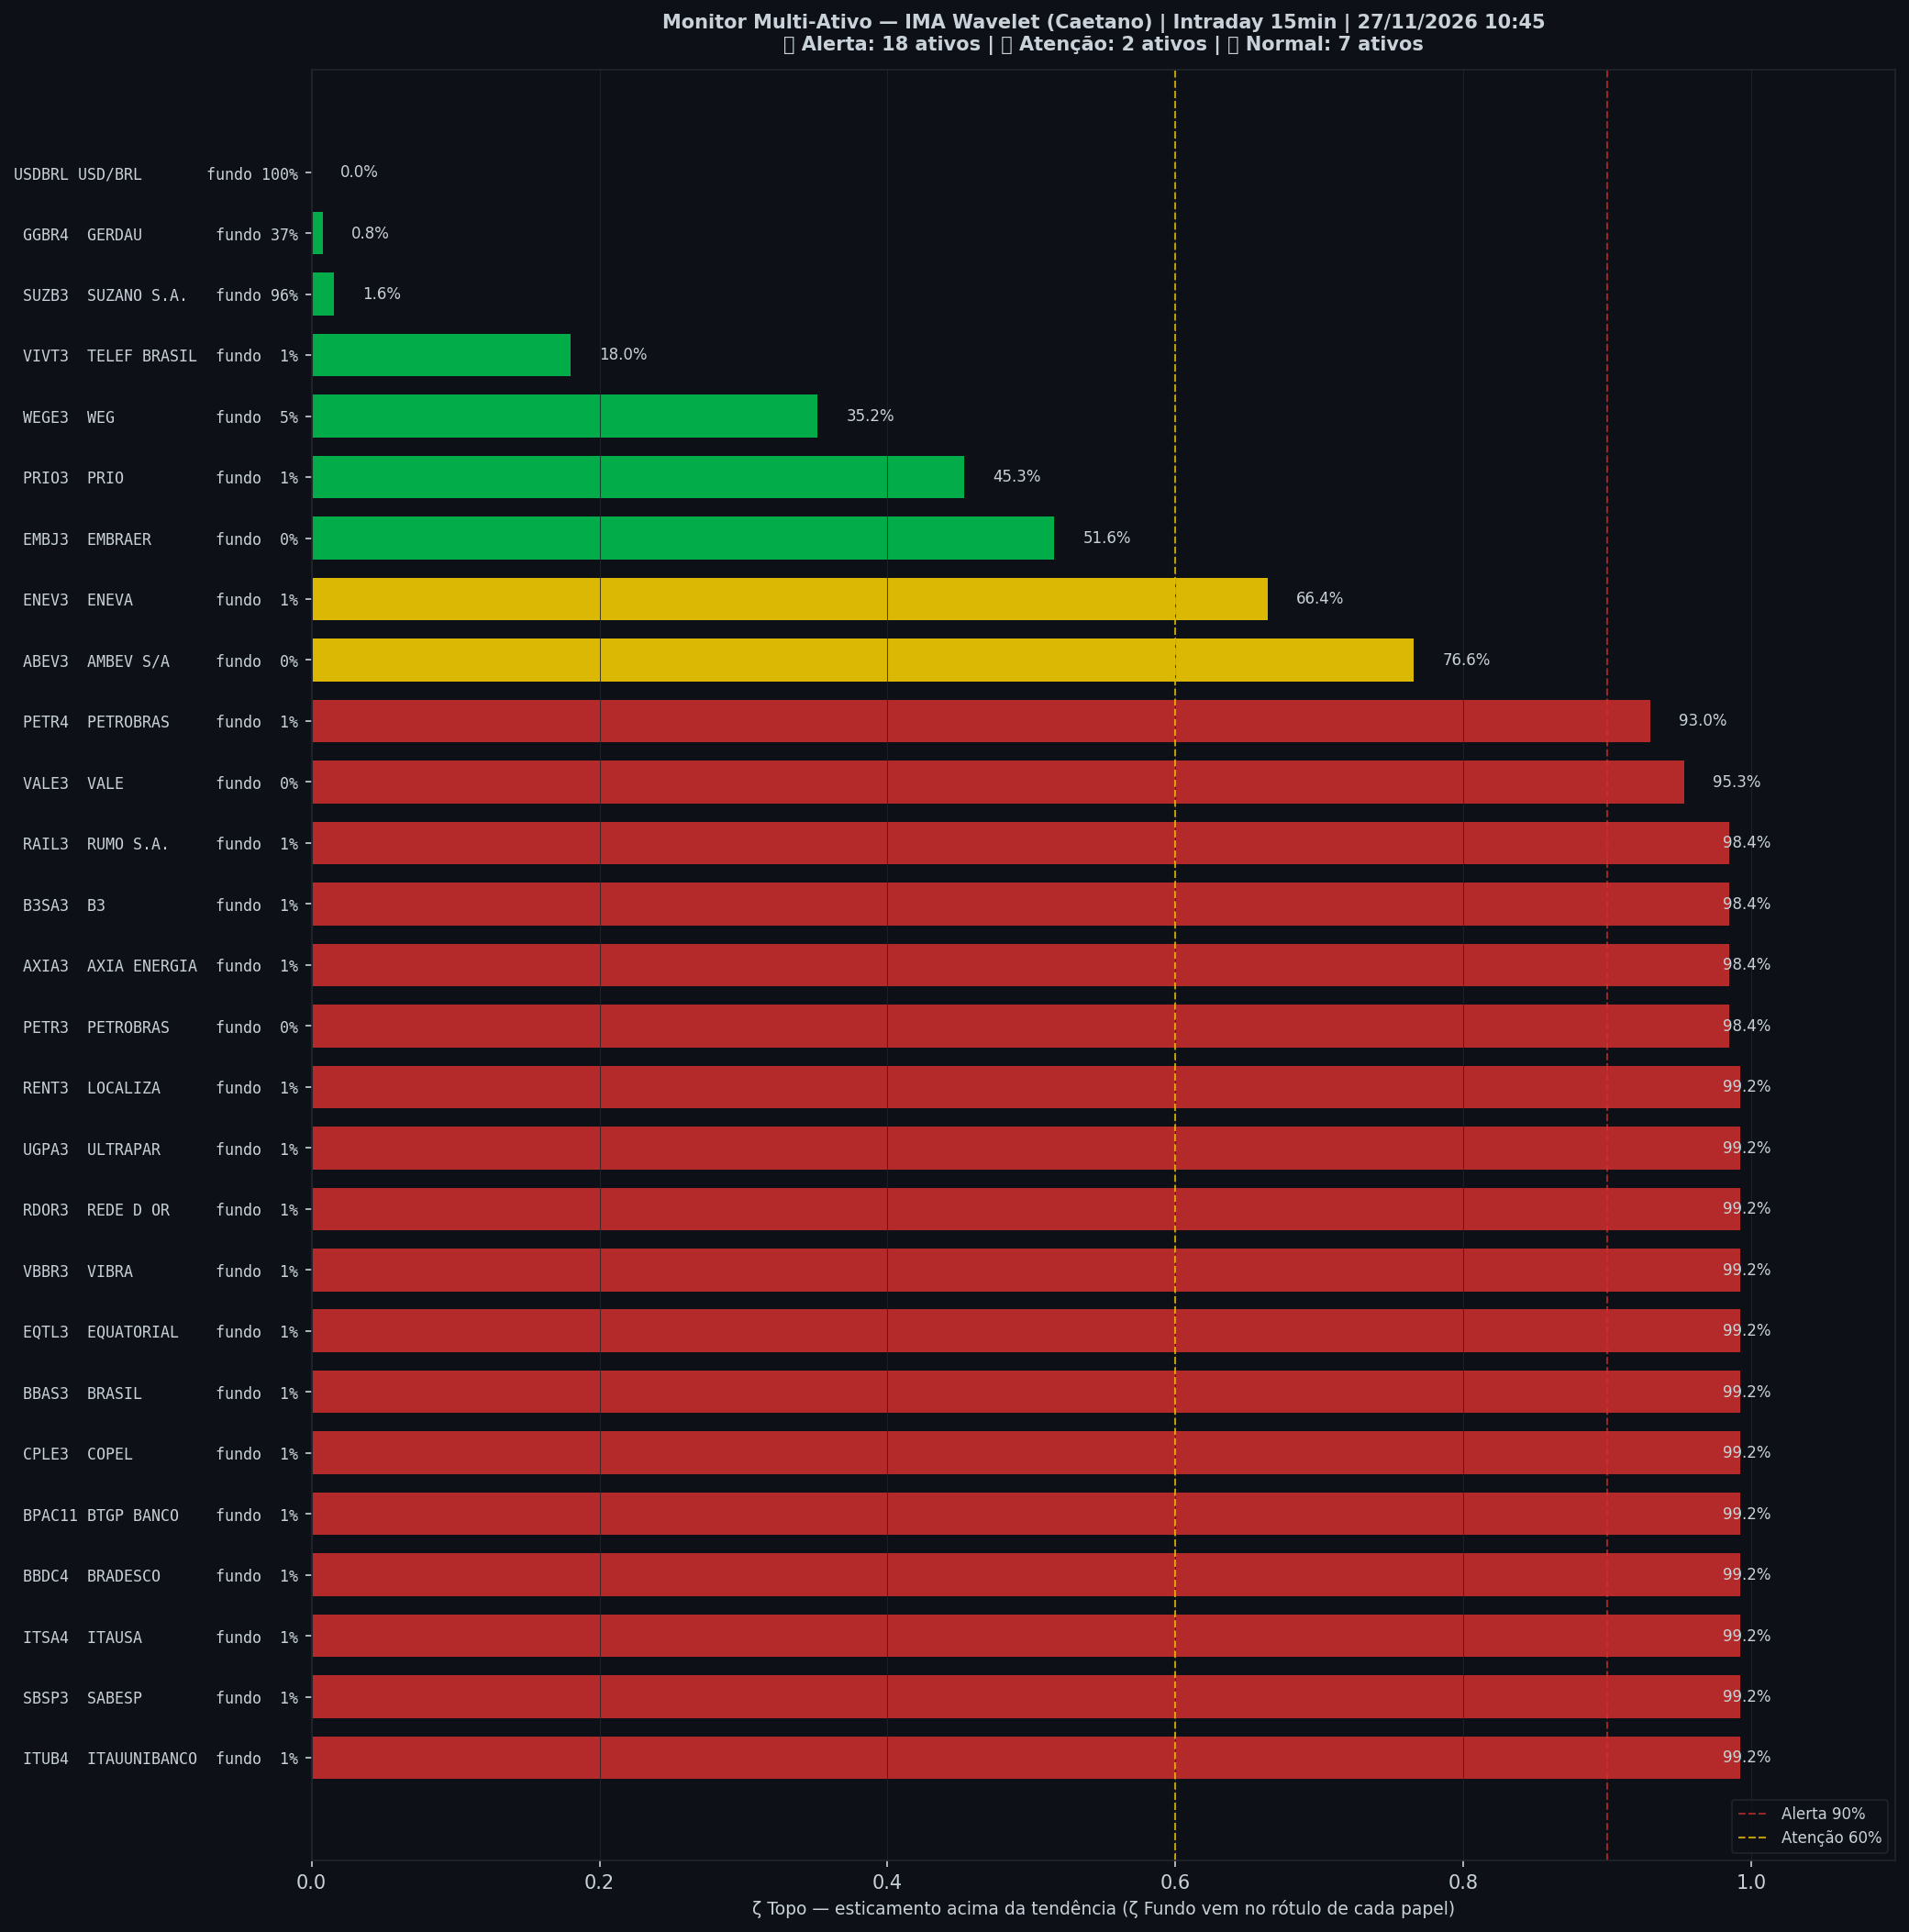 Monitor Multi-Ativo — IMA Wavelet (Caetano) | Intraday 15min | 27/11/2026 10:45
Alerta: 18 ativos | Atenção: 2 ativos | Normal: 7 ativos
USDBRL USD/BRL fundo 100% 0.0%
GGBR4 GERDAU fundo 37% 0.8%
SUZB3 SUZANO S.A. fundo 96% 1.6%
VIVT3 TELEF BRASIL fundo 1% 18.0%
WEGE3 WEG fundo 5% 35.2%
PRIO3 PRIO fundo 1% 45.3%
EMBJ3 EMBRAER fundo 0% 51.6%
ENEV3 ENEVA fundo 1% 66.4%
ABEV3 AMBEV S/A fundo 0% 76.6%
PETR4 PETROBRAS fundo 1% 93.0%
VALE3 VALE fundo 0% 95.3%
RAIL3 RUMO S.A. fundo 1% 98.4%
B3SA3 B3 fundo 1% 98.4%
AXIA3 AXIA ENERGIA fundo 1% 98.4%
PETR3 PETROBRAS fundo 0% 98.4%
RENT3 LOCALIZA fundo 1% 99.2%
UGPA3 ULTRAPAR fundo 1% 99.2%
RDOR3 REDE D OR fundo 1% 99.2%
VBBR3 VIBRA fundo 1% 99.2%
EQTL3 EQUATORIAL fundo 1% 99.2%
BBAS3 BRASIL fundo 1% 99.2%
CPLE3 COPEL fundo 1% 99.2%
BPAC11 BTGP BANCO fundo 1% 99.2%
BBDC4 BRADESCO fundo 1% 99.2%
ITSA4 ITAUSA fundo 1% 99.2%
SBSP3 SABESP fundo 1% 99.2%
ITUB4 ITAUUNIBANCO fundo 1% 99.2%
Alerta 90%
Atenção 60%
0.0 0.2 0.4 0.6 0.8 1.0
ζ Topo — esticamento acima da tendência (ζ Fundo vem no rótulo de cada papel)